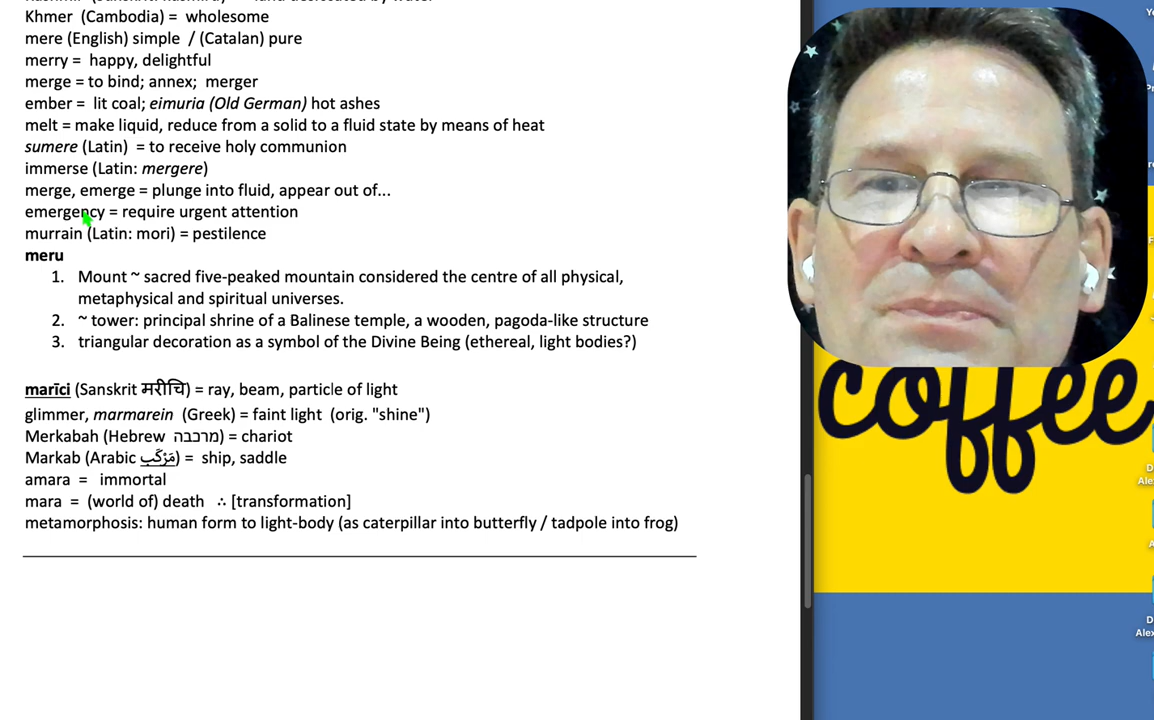 Khmer (Cambodia) = wholesome
mere (English) simple / (Catalan) pure
merry = happy, delightful
merge = to bind; annex; merger
ember = lit coal; eimuria (Old German) hot ashes
melt = make liquid, reduce from a solid to a fluid state by means of heat
sumere (Latin) = to receive holy communion
immerse (Latin: mergere)
merge, emerge = plunge into fluid, appear out of...
emergency = require urgent attention
murrain (Latin: mori) = pestilence
meru
1. Mount ~ sacred five-peaked mountain considered the centre of all physical,
metaphysical and spiritual universes.
2. ~ tower: principal shrine of a Balinese temple, a wooden, pagoda-like structure
3. triangular decoration as a symbol of the Divine Being (ethereal, light bodies?)
marīci (Sanskrit मरीचि) = ray, beam, particle of light
glimmer, marmarein (Greek) = faint light (orig. "shine")
Merkabah (Hebrew מרכבה) = chariot
Markab (Arabic مَرْكَب) = ship, saddle
amara = immortal
mara = (world of) death ∴ [transformation]
metamorphosis: human form to light-body (as caterpillar into butterfly / tadpole into frog)
coffee